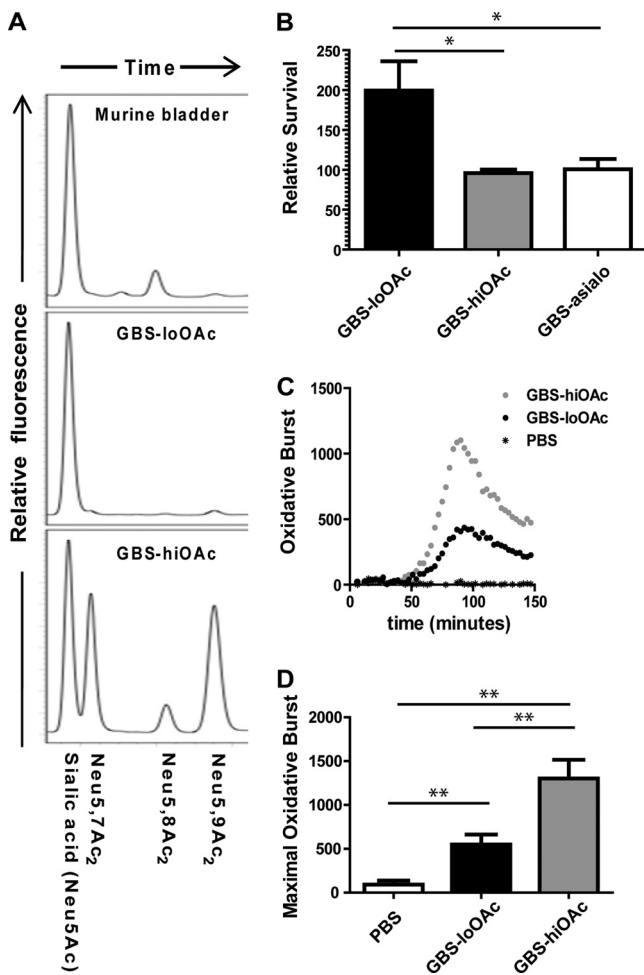 A
Time
Relative fluorescence
Murine bladder
GBS-loOAc
GBS-hiOAc
Sialic acid (Neu5Ac)
Neu5,7Ac2
Neu5,8Ac2
Neu5,9Ac2
B
*
*
Relative Survival
250
200
150
100
50
0
GBS-loOAc
GBS-hiOAc
GBS-asialo
C
Oxidative Burst
1500
1000
500
0
0
50
100
150
time (minutes)
GBS-hiOAc
GBS-loOAc
PBS
D
**
**
**
Maximal Oxidative Burst
2000
1500
1000
500
0
PBS
GBS-loOAc
GBS-hiOAc